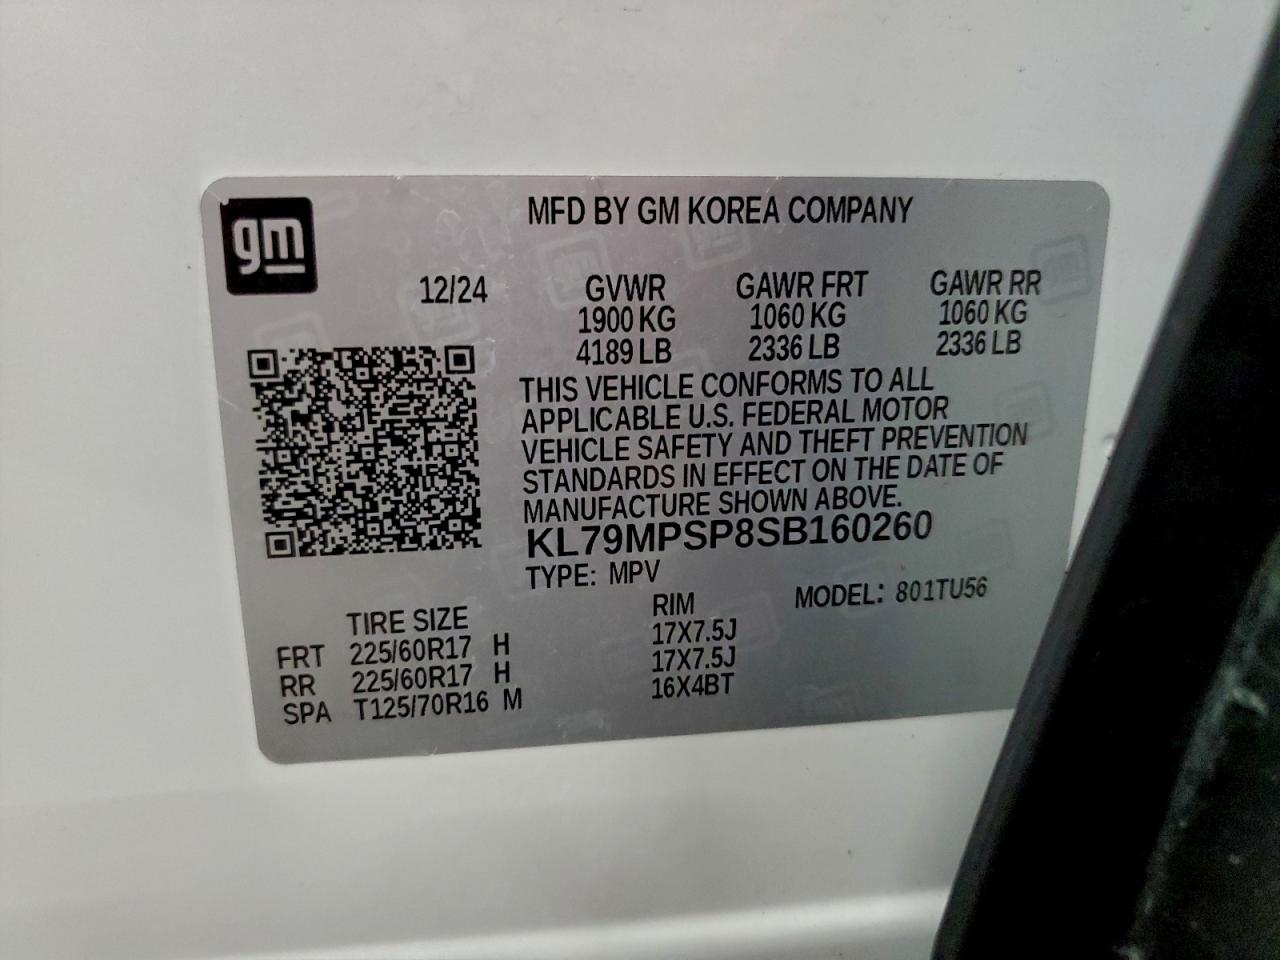 gm
MFD BY GM KOREA COMPANY
12/24 GVWR GAWR FRT GAWR RR
1900 KG 1060 KG 1060 KG
4189 LB 2336 LB 2336 LB
THIS VEHICLE CONFORMS TO ALL
APPLICABLE U.S. FEDERAL MOTOR
VEHICLE SAFETY AND THEFT PREVENTION
STANDARDS IN EFFECT ON THE DATE OF
MANUFACTURE SHOWN ABOVE.
KL79MPSP8SB160260
TYPE: MPV MODEL: 801TU56
TIRE SIZE RIM
FRT 225/60R17 H 17X7.5J
RR 225/60R17 H 17X7.5J
SPA T125/70R16 M 16X4BT